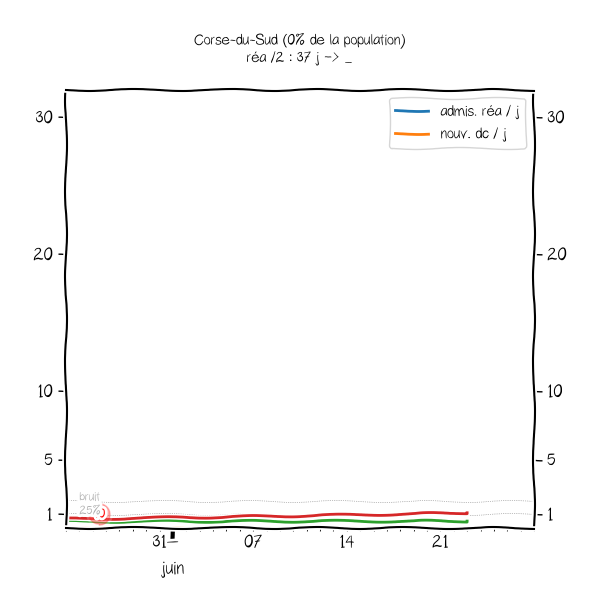 Corse-du-Sud (0% de la population)
réa /2 : 37 j -> _
admis. réa / j
nouv. dc / j
30
30
20
20
10
10
5
5
bruit
25%
1
1
31
07
14
21
juin